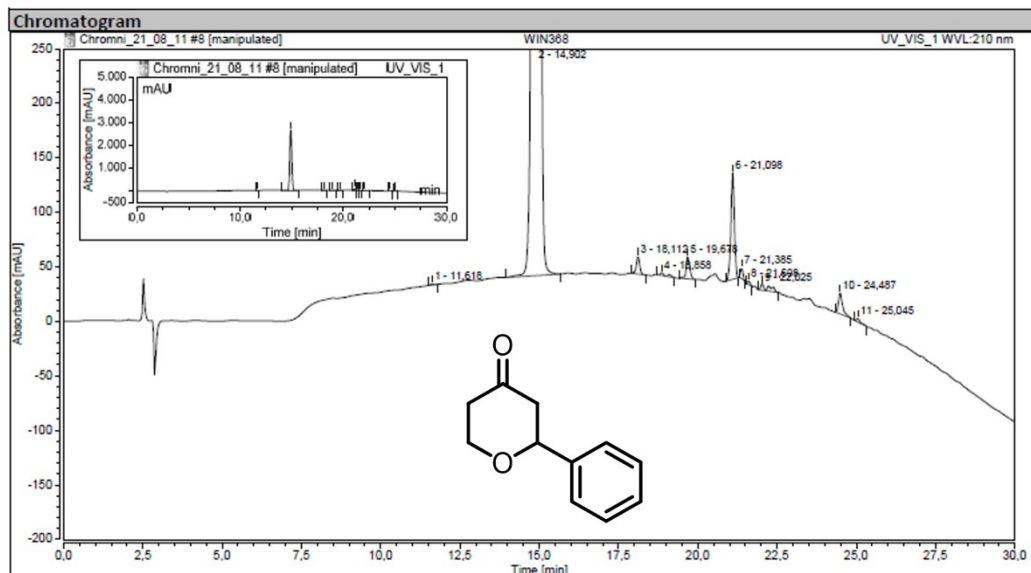 Chromatogram
Chromni_21_08_11 #8 [manipulated] WIN368 UV_VIS_1 WVL:210 nm
250
200
150
100
50
0
-50
-100
-150
-200
Absorbance [mAU]
Chromni_21_08_11 #8 [manipulated] UV_VIS_1
mAU
5.000
4.000
3.000
2.000
1.000
-500
Absorbance [mAU]
min
0,0 10,0 20,0 30,0
Time [min]
1 - 11,618
2 - 14,902
3 - 18,112
4 - 18,858
5 - 19,678
6 - 21,098
7 - 21,385
22,025
10 - 24,487
11 - 25,045
O
O
0,0 2,5 5,0 7,5 10,0 12,5 15,0 17,5 20,0 22,5 25,0 27,5 30,0
Time [min]